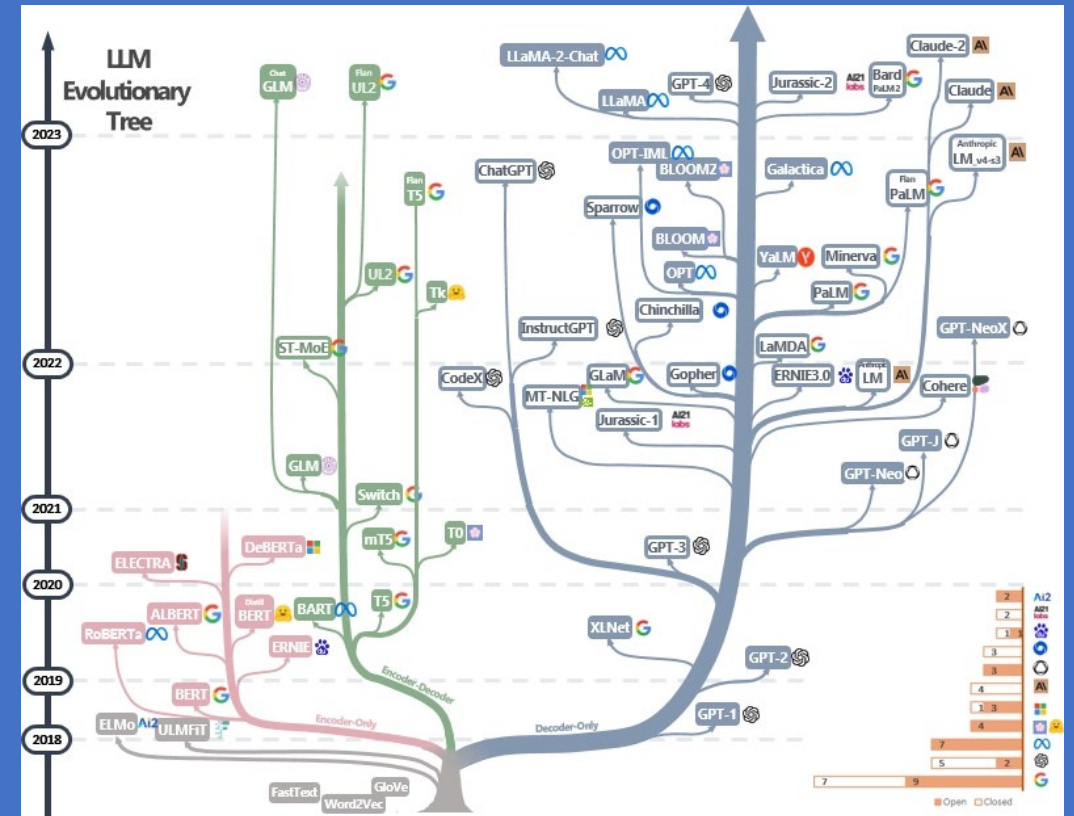 LLM
Evolutionary
Tree
2023
2022
2021
2020
2019
2018
Chat
GLM
Flan
UL2
Flan
T5
UL2
Tk
ST-MoE
GLM
Switch
mT5
T0
T5
BART
Encoder-Decoder
DeBERTa
ELECTRA
ALBERT
Distill
BERT
RoBERTa
ERNIE
BERT
Encoder-Only
ELMo Ai2
ULMFiT
FastText
GloVe
Word2Vec
LLaMA-2-Chat
LLaMA
GPT-4
Jurassic-2 AI21 labs
Bard
PaLM 2
Claude-2 A\
Claude A\
Anthropic
LM_v4-s3 A\
ChatGPT
OPT-IML
BLOOM2
Galactica
Flan
PaLM
Sparrow
BLOOM
YaLM
Minerva
OPT
PaLM
Chinchilla
InstructGPT
GPT-NeoX
LaMDA
CodeX
GLaM
Gopher
ERNIE3.0
Anthropic
LM A\
Cohere
MT-NLG
Jurassic-1 AI21 labs
GPT-J
GPT-Neo
GPT-3
XLNet
GPT-2
GPT-1
Decoder-Only
2 Ai2
2 AI21 labs
1 1
3
3
4 A\
1 3
4
7
5 2
7 9
Open Closed